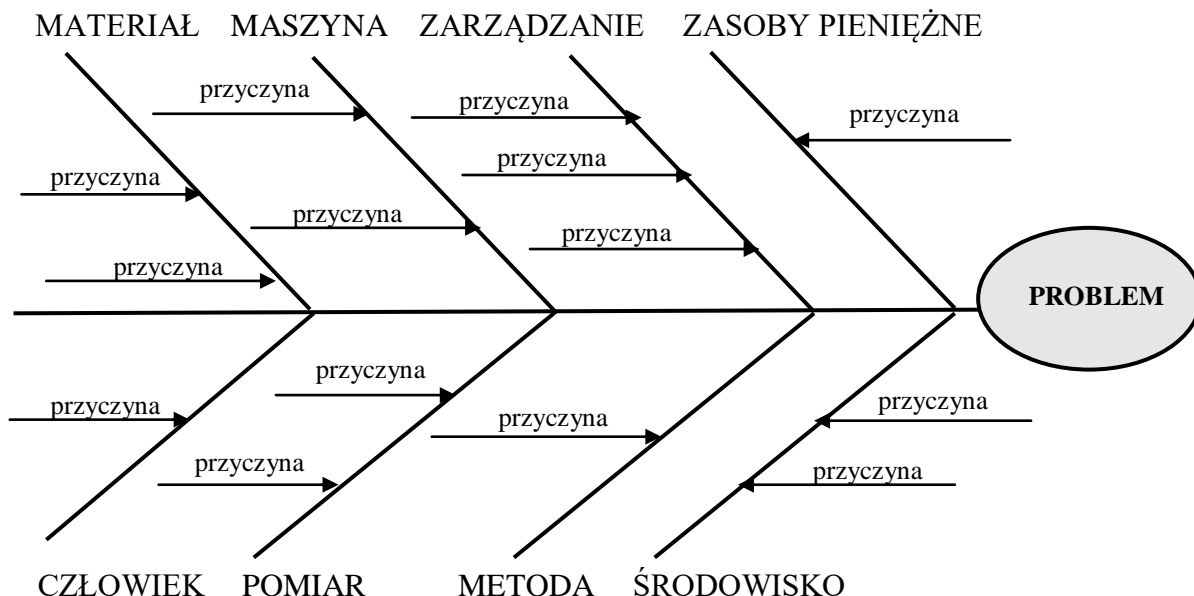 MATERIAŁ MASZYNA ZARZĄDZANIE ZASOBY PIENIĘŻNE
przyczyna
przyczyna
przyczyna
przyczyna
przyczyna
przyczyna
przyczyna
przyczyna
PROBLEM
przyczyna
przyczyna
przyczyna
przyczyna
przyczyna
przyczyna
CZŁOWIEK POMIAR METODA ŚRODOWISKO